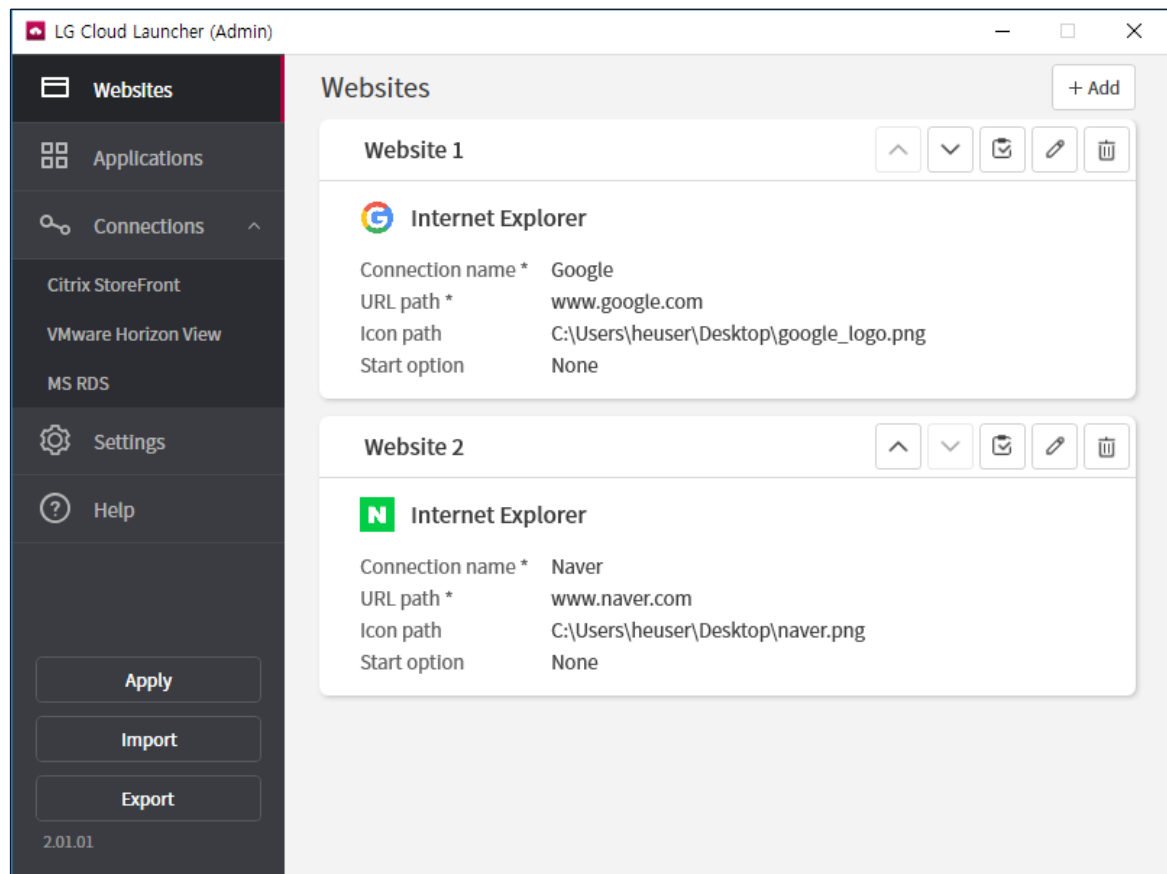 LG Cloud Launcher (Admin)
Websites
Applications
Connections
Citrix StoreFront
VMware Horizon View
MS RDS
Settings
Help
Apply
Import
Export
2.01.01
Websites
+ Add
Website 1
Internet Explorer
Connection name * Google
URL path * www.google.com
Icon path C:\Users\heuser\Desktop\google_logo.png
Start option None
Website 2
N Internet Explorer
Connection name * Naver
URL path * www.naver.com
Icon path C:\Users\heuser\Desktop\naver.png
Start option None